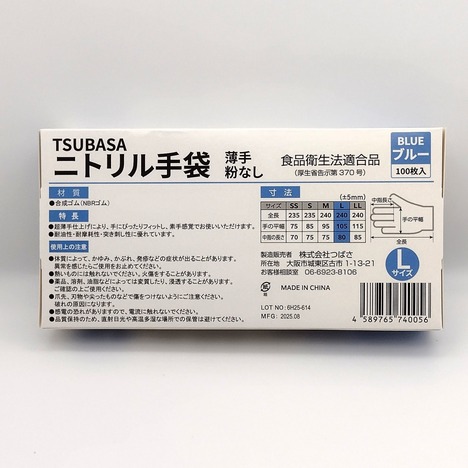 TSUBASA
ニトリル手袋 薄手 粉なし
食品衛生法適合品
(厚生省告示第370号)
BLUE
ブルー
100枚入
材質
●合成ゴム(NBRゴム)
特長
●超薄手仕上げにより、手にぴったりフィットし、素手感覚でお使いいただけます。
●耐油性・耐摩耗性・突き刺し性に優れています。
使用上の注意
●体質によって、かゆみ、かぶれ、発疹などの症状が出ることがあります。
異常を感じたらご使用をお止めください。
●熱いものには触れないでください。
●薬品、溶剤、油脂などによっては変質したり、浸透することがあります。
ご確認の上ご使用ください。
●爪先、刃物や尖ったものなどで傷をつけないようにご注意ください。
破れの原因になります。
●感電の恐れがありますので、電流に触れないでください。
●品質保持のため、直射日光や高温多湿な場所での保管は避けてください。
寸法 (±5mm)
サイズ SS S M L LL
全長 235 235 240 240 240
手の平幅 75 85 95 105 115
中指の長さ 70 75 75 80 85
中指長さ
手の平幅
全長
製造販売者 株式会社つばさ
所在地 大阪市城東区古市1-13-21
お客様相談室 06-6923-8106
Lサイズ
紙
箱
MADE IN CHINA
LOT NO: 6H25-614
MFG: 2025.08
4 589765 740056